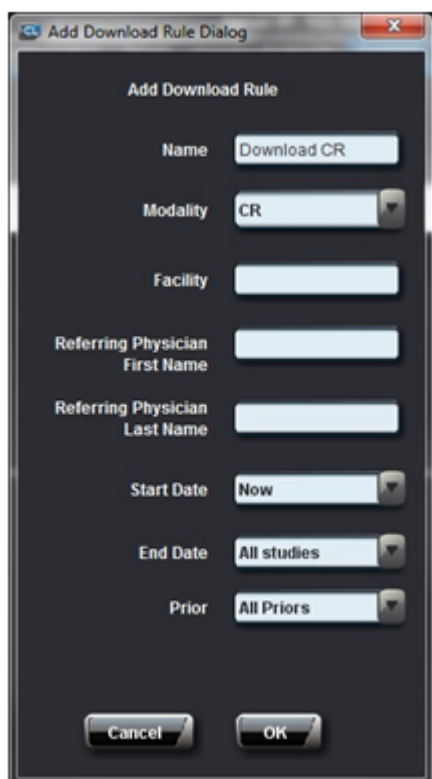 CL Add Download Rule Dialog
Add Download Rule
Name Download CR
Modality CR
Facility
Referring Physician
First Name
Referring Physician
Last Name
Start Date Now
End Date All studies
Prior All Priors
Cancel OK